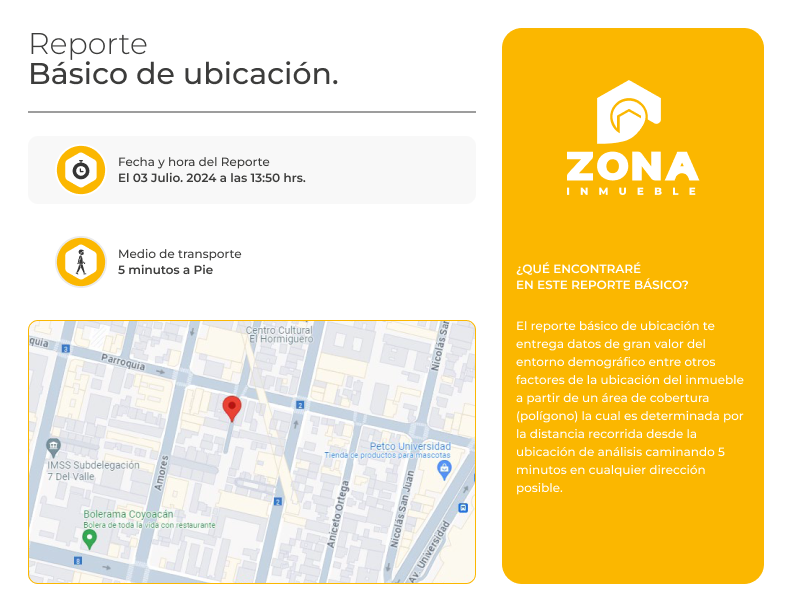 Reporte
Básico de ubicación.
Fecha y hora del Reporte
El 03 Julio. 2024 a las 13:50 hrs.
Medio de transporte
5 minutos a Pie
Centro Cultural
El Hormiguero
Nicolás San
quia
2
Parroquia
2
Petco Universidad
Tienda de productos para mascotas
IMSS Subdelegación
7 Del Valle
Amores
Aniceto Ortega
Nicolás San Juan
2
Bolerama Coyoacán
Bolera de toda la vida con restaurante
Av. Universidad
8
ZONA
INMUEBLE
¿QUÉ ENCONTRARÉ
EN ESTE REPORTE BÁSICO?
El reporte básico de ubicación te
entrega datos de gran valor del
entorno demográfico entre otros
factores de la ubicación del inmueble
a partir de un área de cobertura
(polígono) la cual es determinada por
la distancia recorrida desde la
ubicación de análisis caminando 5
minutos en cualquier dirección
posible.